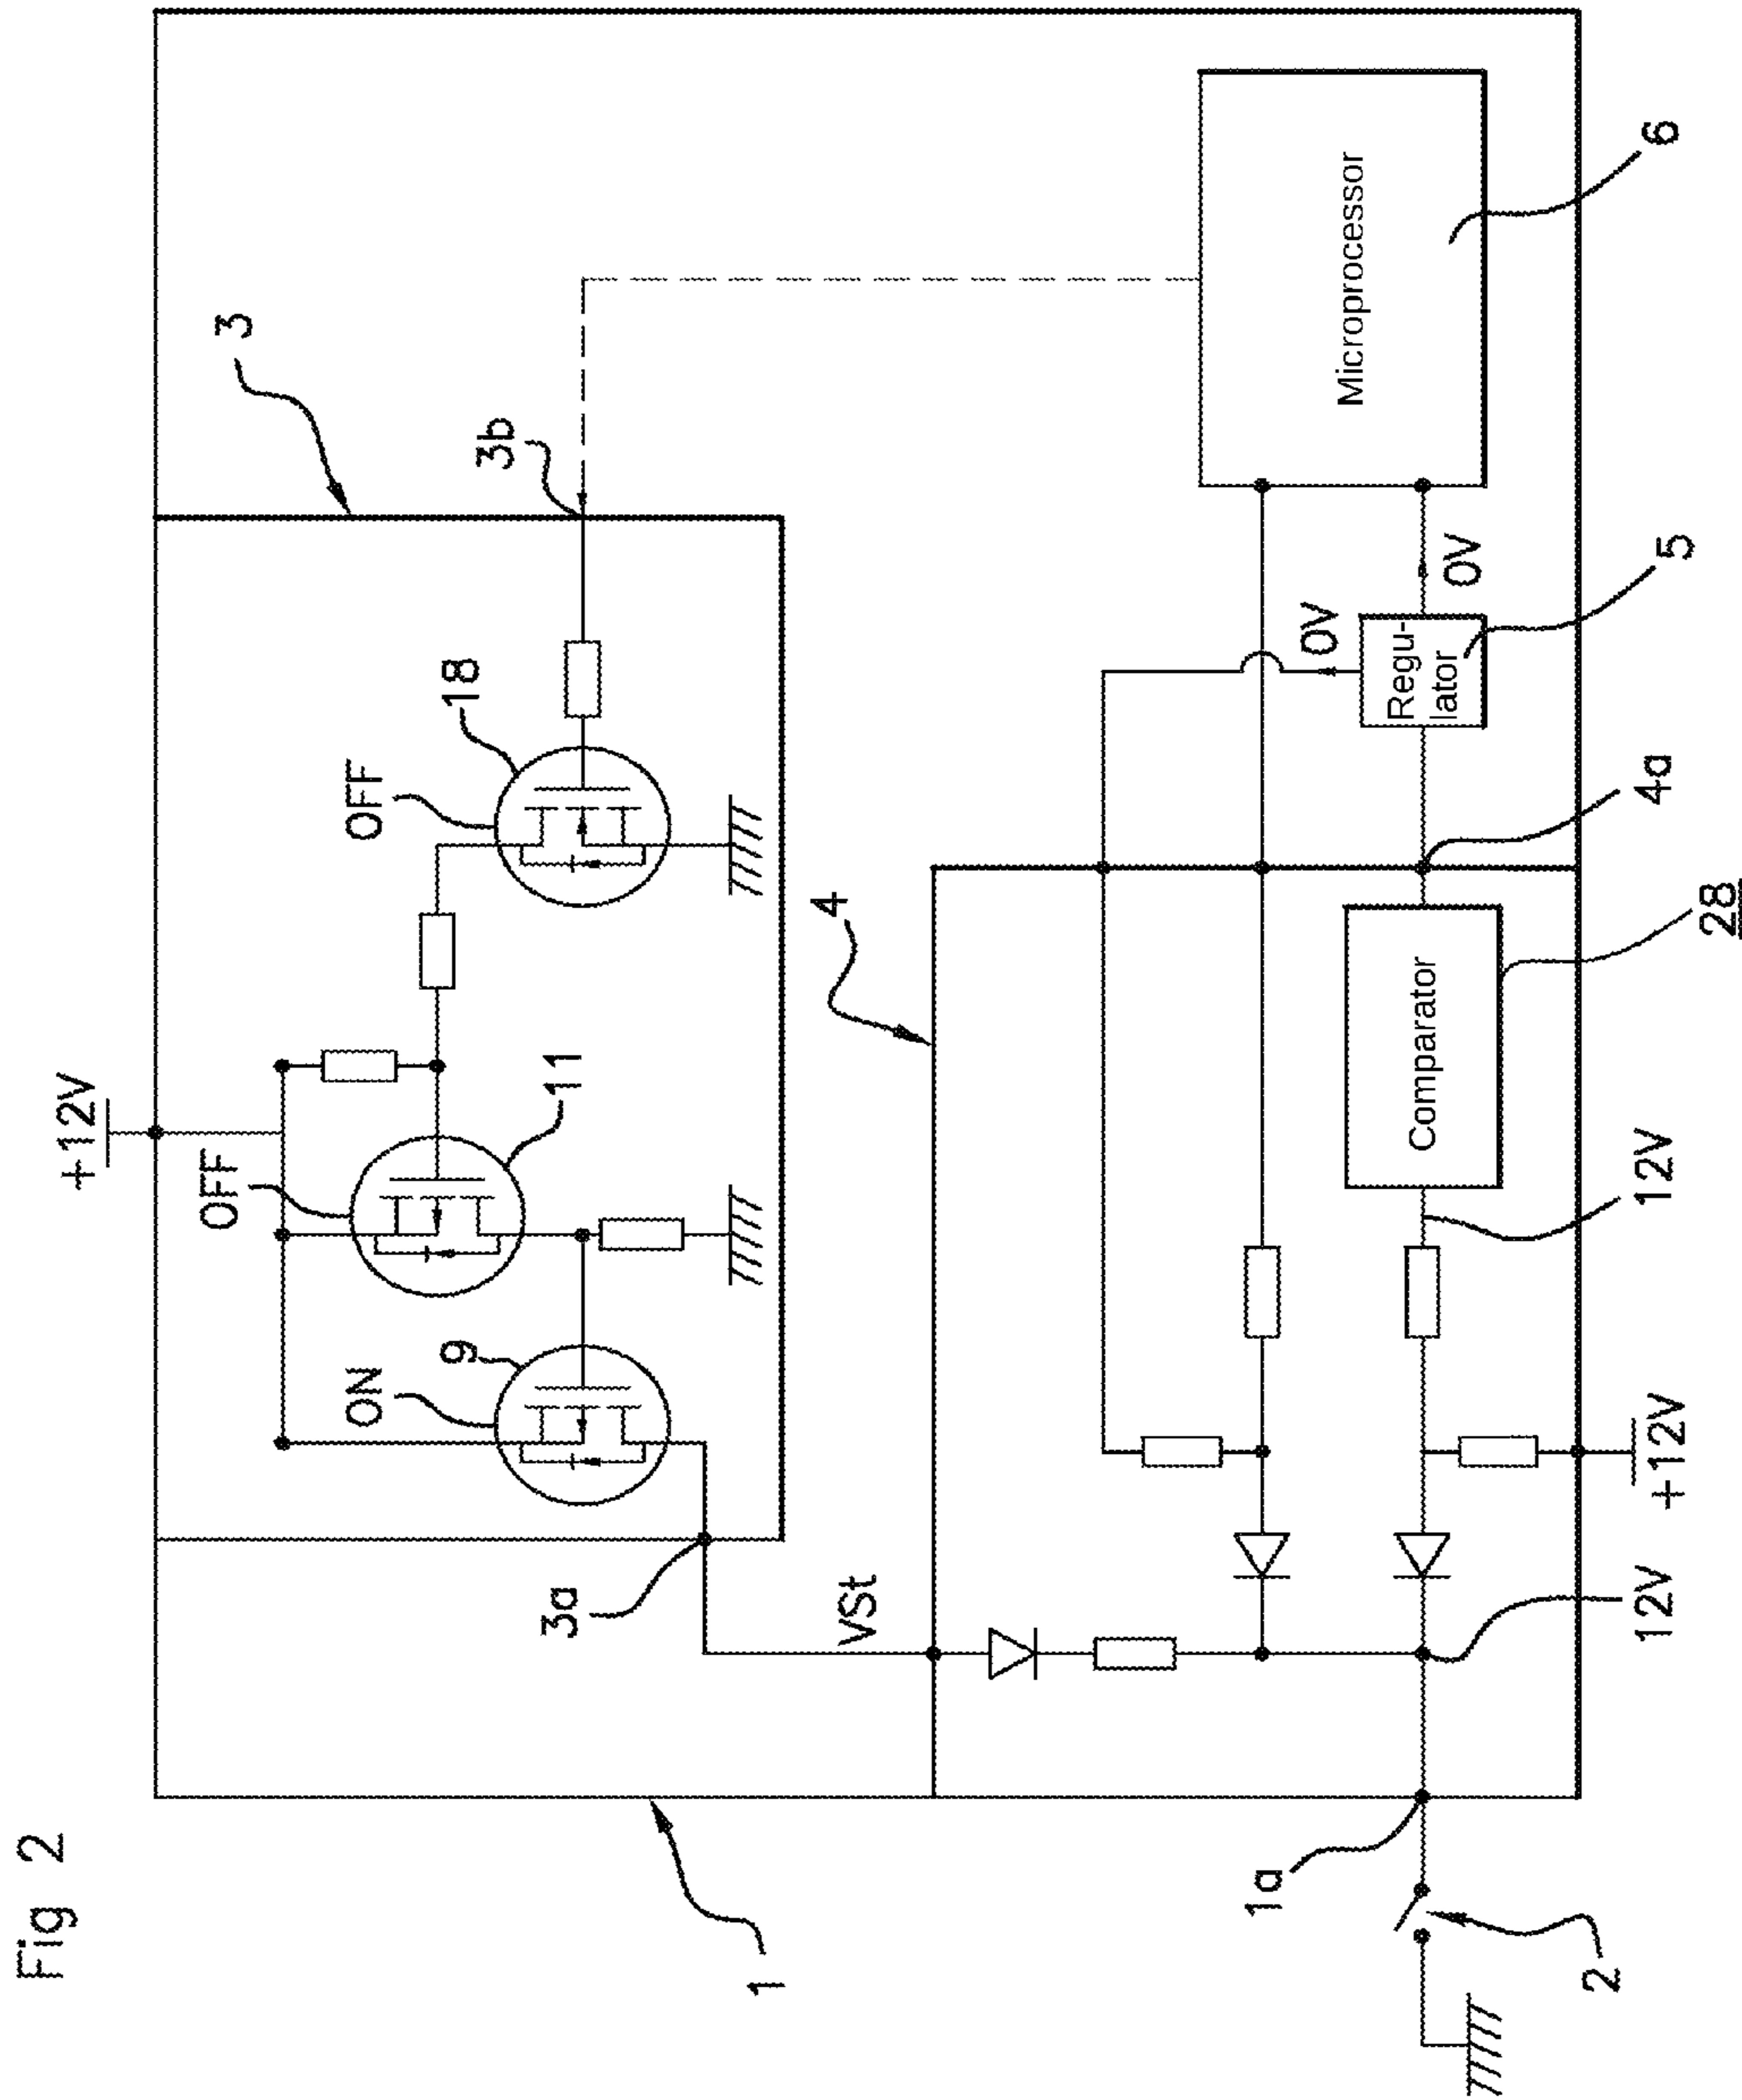 Fig 2
+12V
3
OFF
OFF
ON
9
11
18
3b
3a
VSt
4
1
Microprocessor
6
0V
0V
Regu-
lator
5
4a
Comparator
28
12V
+12V
12V
1a
2